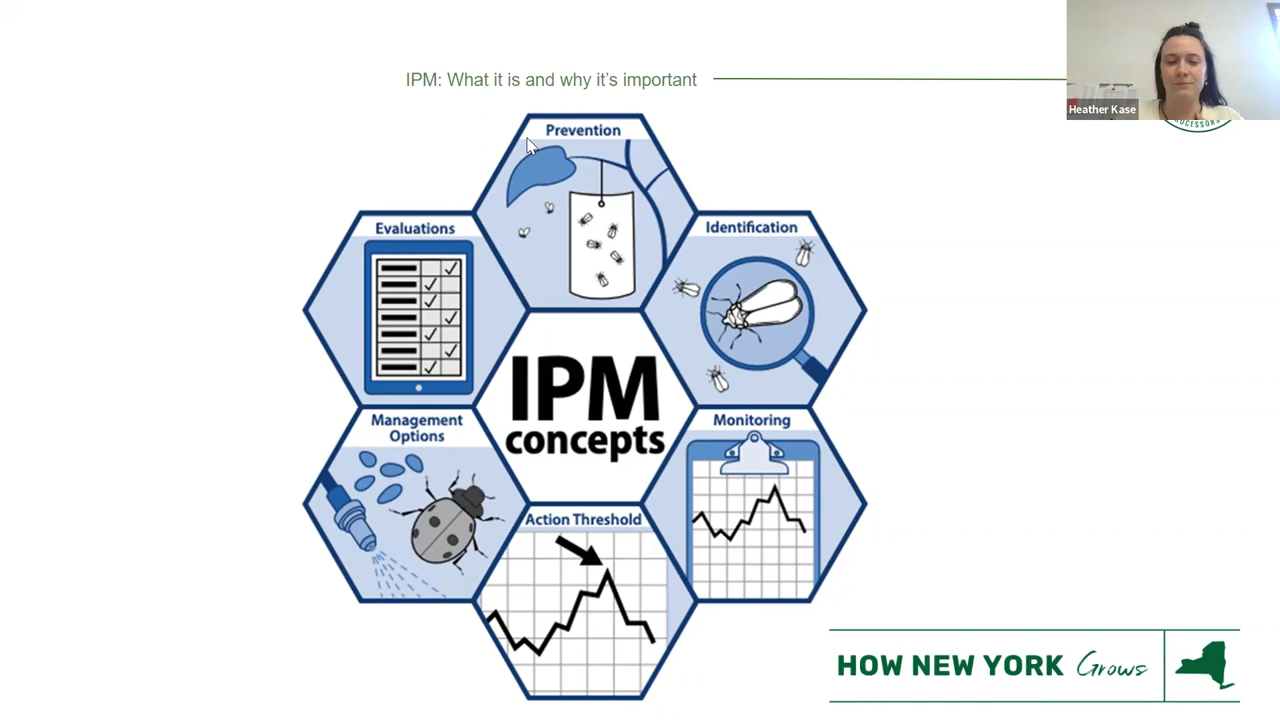 IPM: What it is and why it's important
Heather Kase
Prevention
Evaluations
Identification
IPM
concepts
Management
Options
Monitoring
Action Threshold
HOW NEW YORK Grows